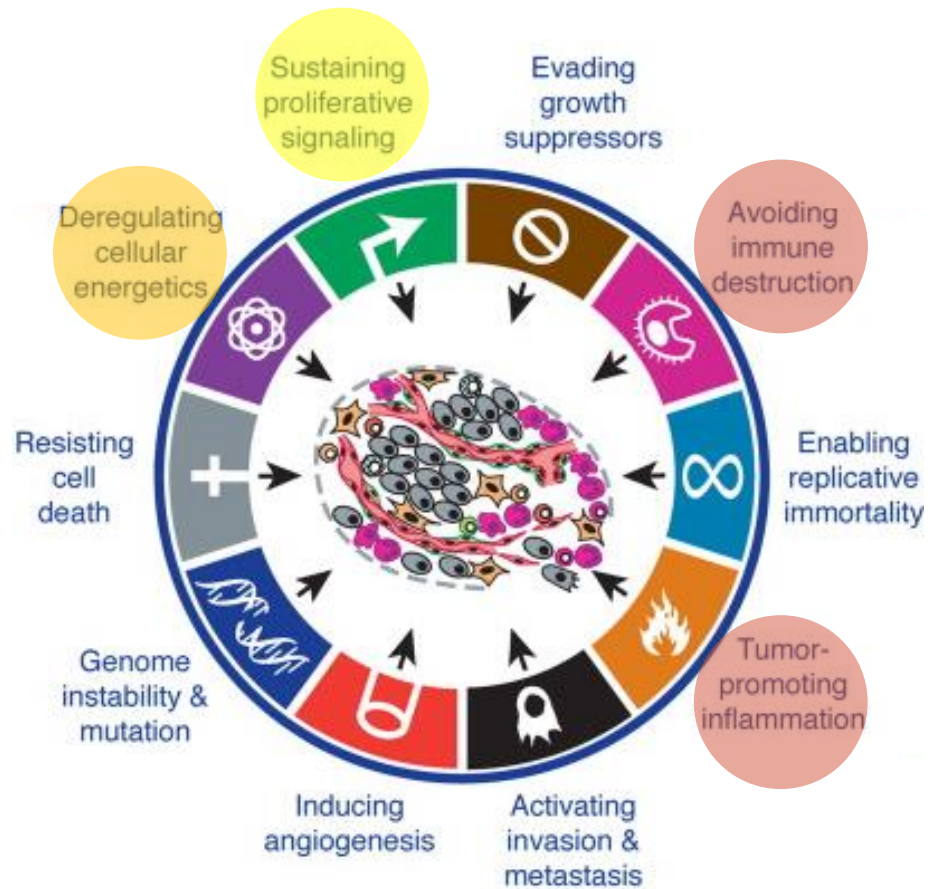 Sustaining
proliferative
signaling
Evading
growth
suppressors
Avoiding
immune
destruction
Enabling
replicative
immortality
Tumor-
promoting
inflammation
Activating
invasion &
metastasis
Inducing
angiogenesis
Genome
instability &
mutation
Resisting
cell
death
Deregulating
cellular
energetics